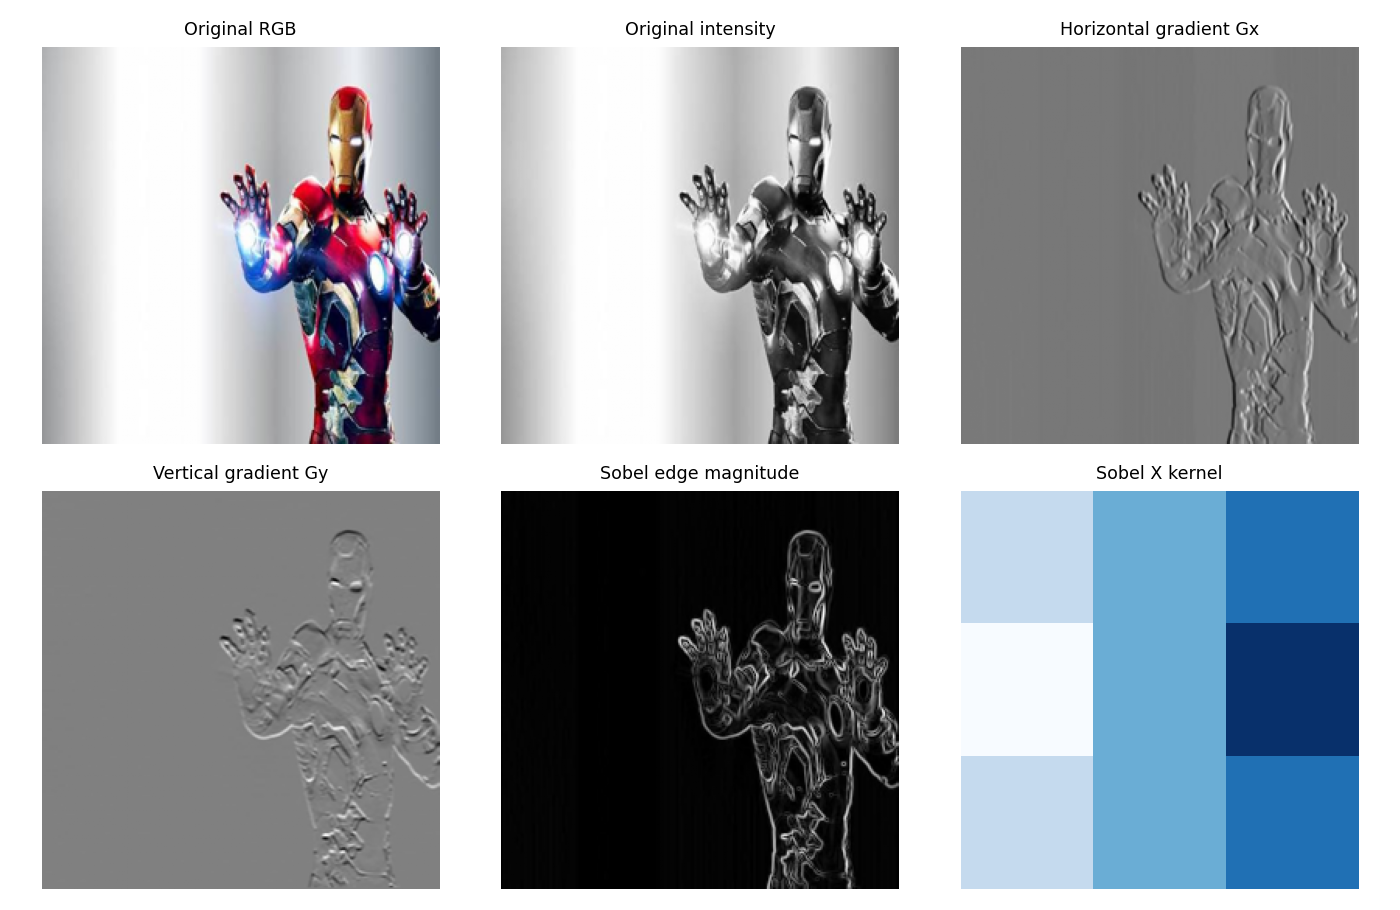 Original RGB
Original intensity
Horizontal gradient Gx
Vertical gradient Gy
Sobel edge magnitude
Sobel X kernel